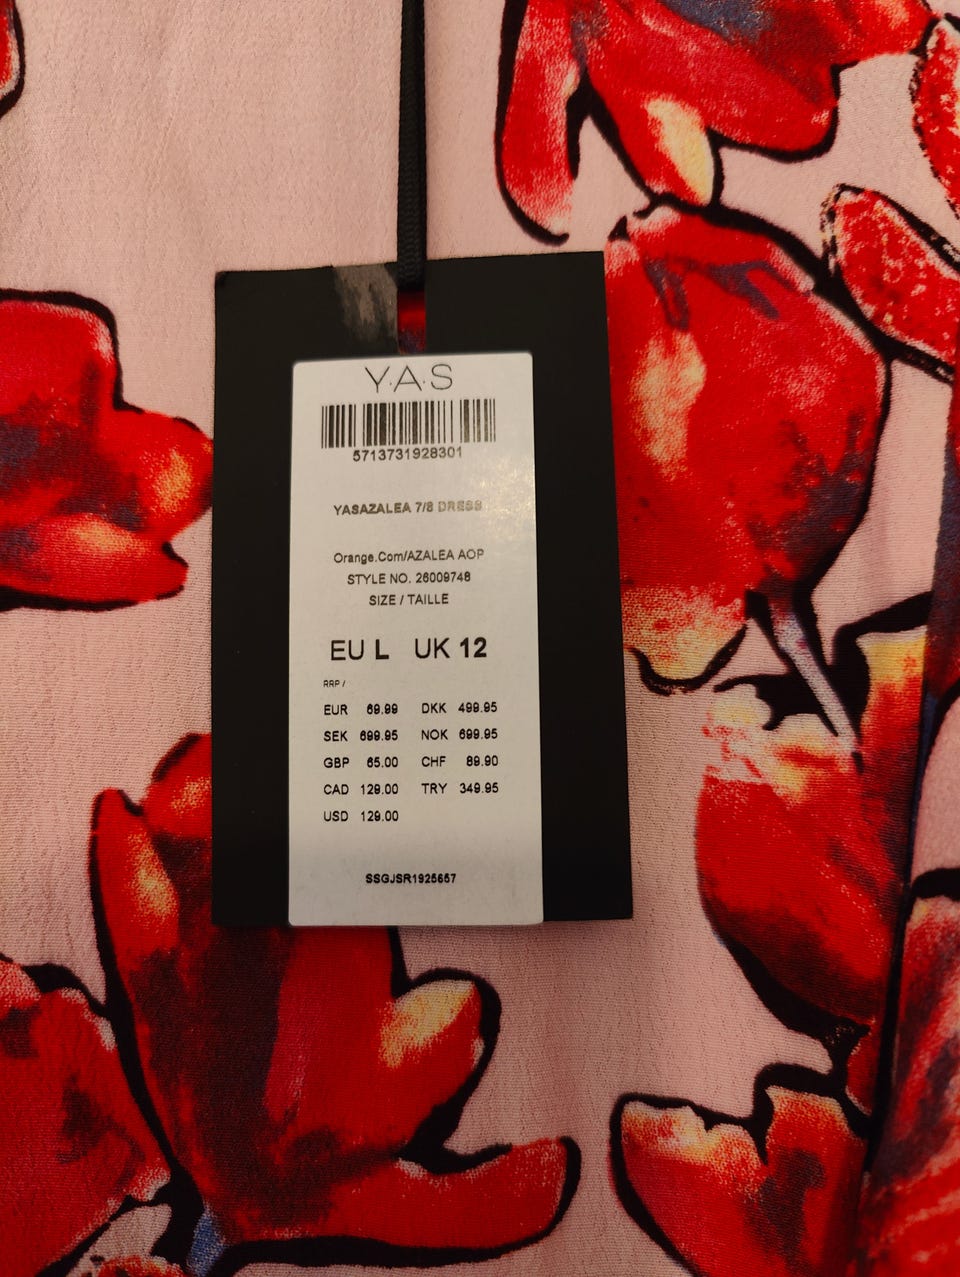 Y.A.S
5713731928301
YASAZALEA 7/8 DRESS
Orange.Com/AZALEA AOP
STYLE NO. 26009748
SIZE / TAILLE
EU L UK 12
RRP /
EUR 69.99 DKK 499.95
SEK 699.95 NOK 699.95
GBP 65.00 CHF 89.90
CAD 129.00 TRY 349.95
USD 129.00
SSGJSR1925657